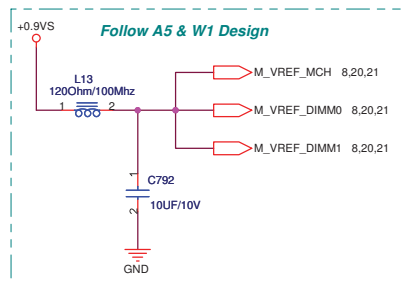 +0.9VS
Follow A5 & W1 Design
L13
120Ohm/100Mhz
1 2
M_VREF_MCH 8,20,21
M_VREF_DIMM0 8,20,21
M_VREF_DIMM1 8,20,21
1
C792
10UF/10V
2
GND